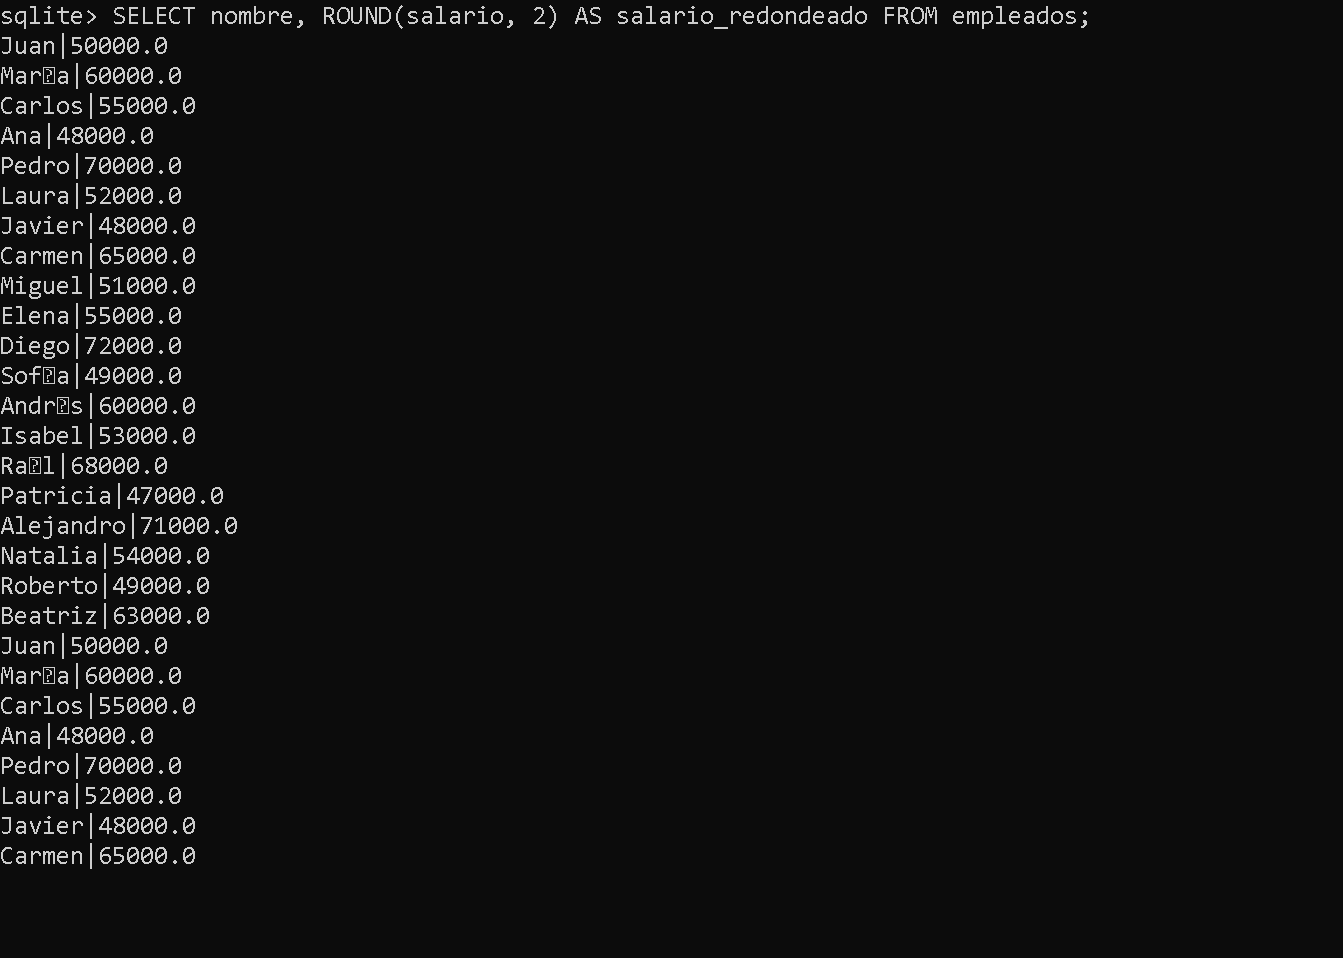 sqlite> SELECT nombre, ROUND(salario, 2) AS salario_redondeado FROM empleados;
Juan|50000.0
Mar�a|60000.0
Carlos|55000.0
Ana|48000.0
Pedro|70000.0
Laura|52000.0
Javier|48000.0
Carmen|65000.0
Miguel|51000.0
Elena|55000.0
Diego|72000.0
Sof�a|49000.0
Andr�s|60000.0
Isabel|53000.0
Ra�l|68000.0
Patricia|47000.0
Alejandro|71000.0
Natalia|54000.0
Roberto|49000.0
Beatriz|63000.0
Juan|50000.0
Mar�a|60000.0
Carlos|55000.0
Ana|48000.0
Pedro|70000.0
Laura|52000.0
Javier|48000.0
Carmen|65000.0